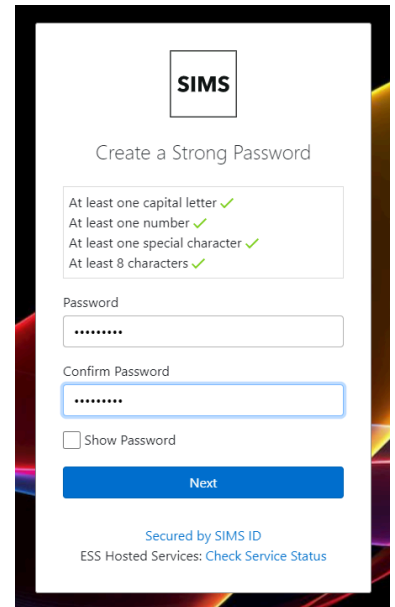 SIMS
Create a Strong Password
At least one capital letter ✓
At least one number ✓
At least one special character ✓
At least 8 characters ✓
Password
•••••••••
Confirm Password
•••••••••
Show Password
Next
Secured by SIMS ID
ESS Hosted Services: Check Service Status